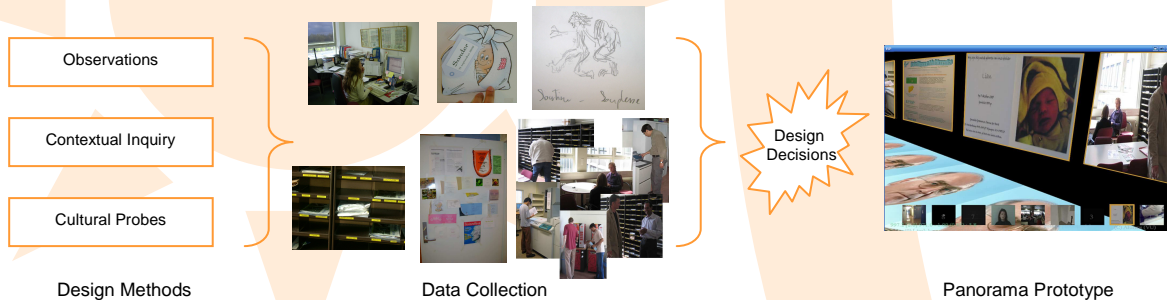 Observations
Contextual Inquiry
Cultural Probes
Design
Decisions
Design Methods
Data Collection
Panorama Prototype